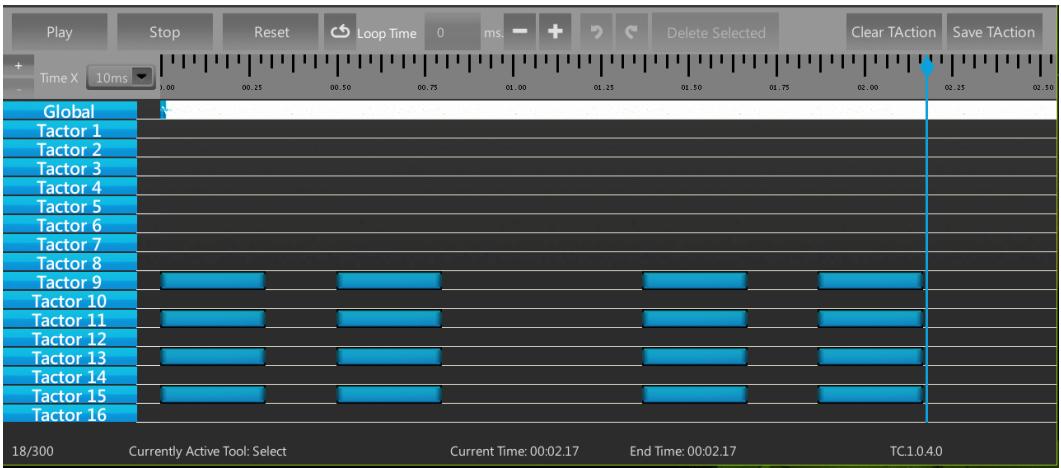 Play Stop Reset Loop Time 0 ms. Delete Selected Clear TAction Save TAction
+ Time X 10ms
- 0.00 00.25 00.50 00.75 01.00 01.25 01.50 01.75 02.00 02.25 02.50
Global
Tactor 1
Tactor 2
Tactor 3
Tactor 4
Tactor 5
Tactor 6
Tactor 7
Tactor 8
Tactor 9
Tactor 10
Tactor 11
Tactor 12
Tactor 13
Tactor 14
Tactor 15
Tactor 16
18/300 Currently Active Tool: Select Current Time: 00:02.17 End Time: 00:02.17 TC.1.0.4.0